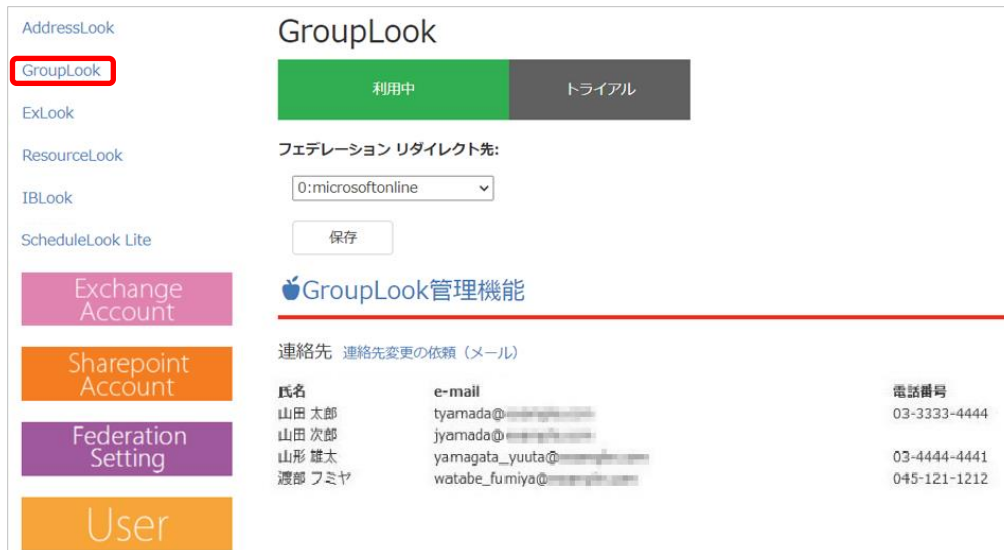 AddressLook
GroupLook
ExLook
ResourceLook
IBLook
ScheduleLook Lite
Exchange
Account
Sharepoint
Account
Federation
Setting
User
GroupLook
利用中 トライアル
フェデレーション リダイレクト先:
0:microsoftonline
保存
GroupLook管理機能
連絡先 連絡先変更の依頼（メール）
氏名 e-mail 電話番号
山田 太郎 tyamada@ 03-3333-4444
山田 次郎 jyamada@
山形 雄太 yamagata_yuuta@ 03-4444-4441
渡部 フミヤ watabe_fumiya@ 045-121-1212